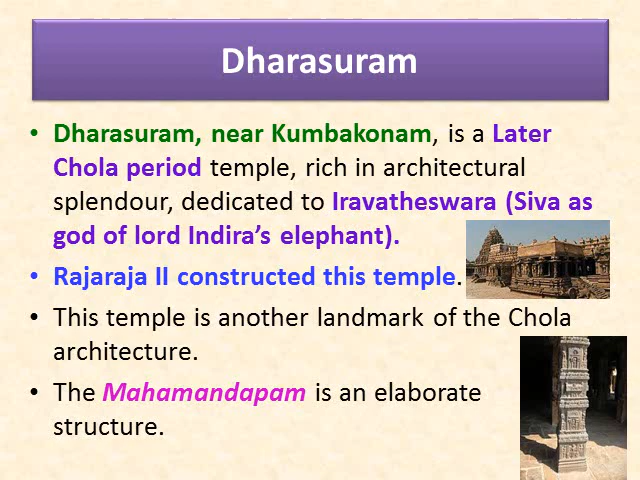 Dharasuram
• Dharasuram, near Kumbakonam, is a Later
Chola period temple, rich in architectural
splendour, dedicated to Iravatheswara (Siva as
god of lord Indira’s elephant).
• Rajaraja II constructed this temple.
• This temple is another landmark of the Chola
architecture.
• The Mahamandapam is an elaborate
structure.